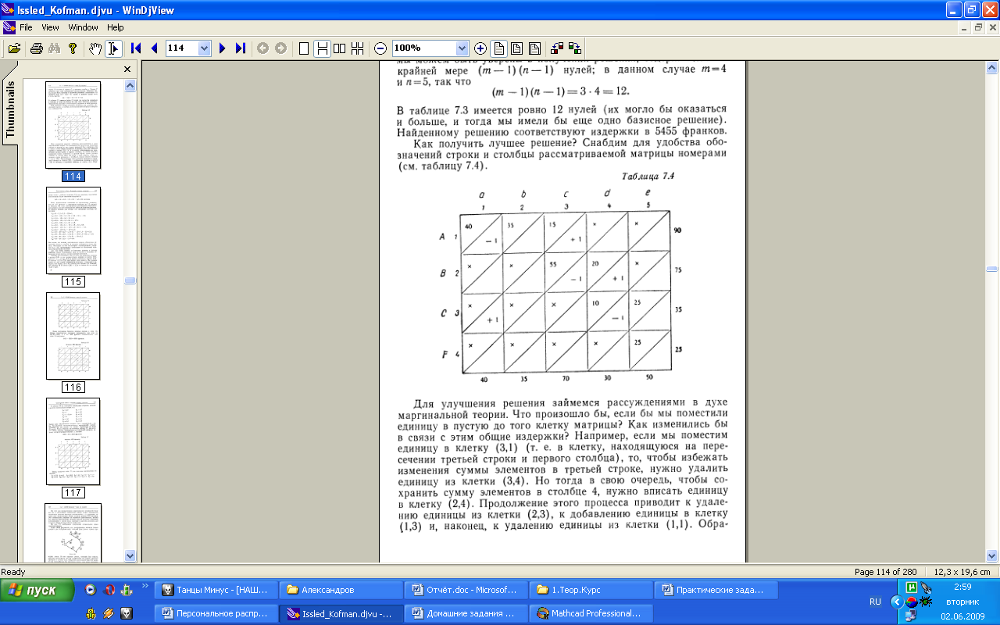 Issled_Kofman.djvu - WinDjView
File View Window Help
114 100%
Thumbnails
114
115
116
117
крайней мере (m — 1) (n — 1) нулей; в данном случае m = 4
и n = 5, так что
(m — 1) (n — 1) = 3 · 4 = 12.
В таблице 7.3 имеется ровно 12 нулей (их могло бы оказаться
и больше, и тогда мы имели бы еще одно базисное решение).
Найденному решению соответствуют издержки в 5455 франков.
Как получить лучшее решение? Снабдим для удобства обо-
значений строки и столбцы рассматриваемой матрицы номерами
(см. таблицу 7.4).
Таблица 7.4
a b c d e
1 2 3 4 5
A 1 40 — 1 35 15 + 1 × × 90
B 2 × × 55 — 1 20 + 1 × 75
C 3 × + 1 × × 10 — 1 25 35
F 4 × × × × 25 25
40 35 70 30 50
Для улучшения решения займемся рассуждениями в духе
маргинальной теории. Что произошло бы, если бы мы поместили
единицу в пустую до того клетку матрицы? Как изменились бы
в связи с этим общие издержки? Например, если мы поместим
единицу в клетку (3,1) (т. е. в клетку, находящуюся на пере-
сечении третьей строки и первого столбца), то, чтобы избежать
изменения суммы элементов в третьей строке, нужно удалить
единицу из клетки (3,4). Но тогда в свою очередь, чтобы со-
хранить сумму элементов в столбце 4, нужно вписать единицу
в клетку (2,4). Продолжение этого процесса приводит к удале-
нию единицы из клетки (2,3), к добавлению единицы в клетку
(1,3) и, наконец, к удалению единицы из клетки (1,1). Обра-
Ready Page 114 of 280 12,3 x 19,6 cm
пуск
Танцы Минус - [НАШ... Александров Отчёт.doc - Microsof... 1.Теор.Курс Практические зада...
Персональное распр... Issled_Kofman.djvu -... Домашние задания ... Mathcad Professional...
RU
2:59
вторник
02.06.2009